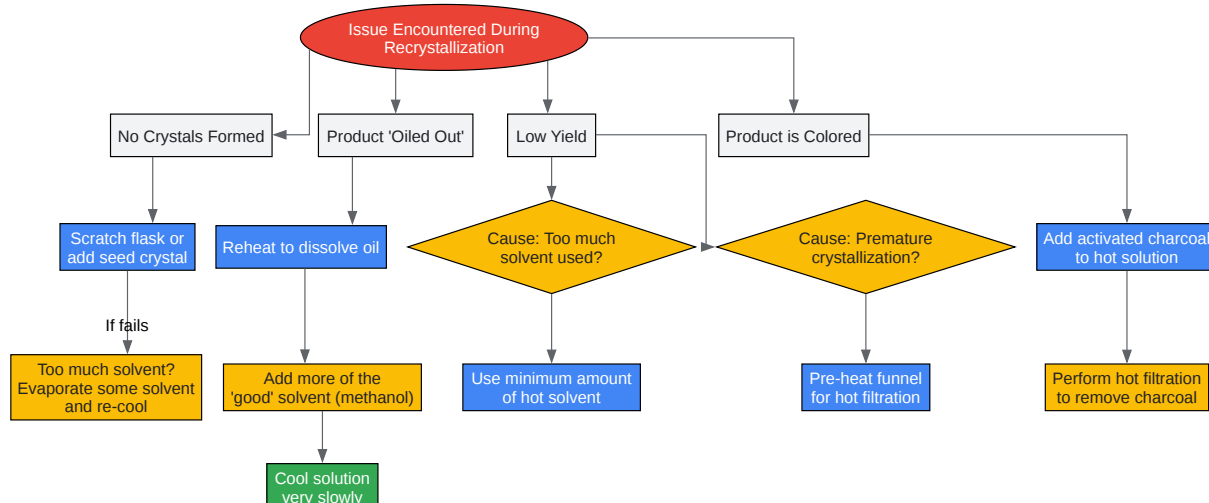 Issue Encountered During
Recrystallization
No Crystals Formed
Product 'Oiled Out'
Low Yield
Product is Colored
Scratch flask or
add seed crystal
Reheat to dissolve oil
Cause: Too much
solvent used?
Cause: Premature
crystallization?
Add activated charcoal
to hot solution
If fails
Too much solvent?
Evaporate some solvent
and re-cool
Add more of the
'good' solvent (methanol)
Use minimum amount
of hot solvent
Pre-heat funnel
for hot filtration
Perform hot filtration
to remove charcoal
Cool solution
very slowly